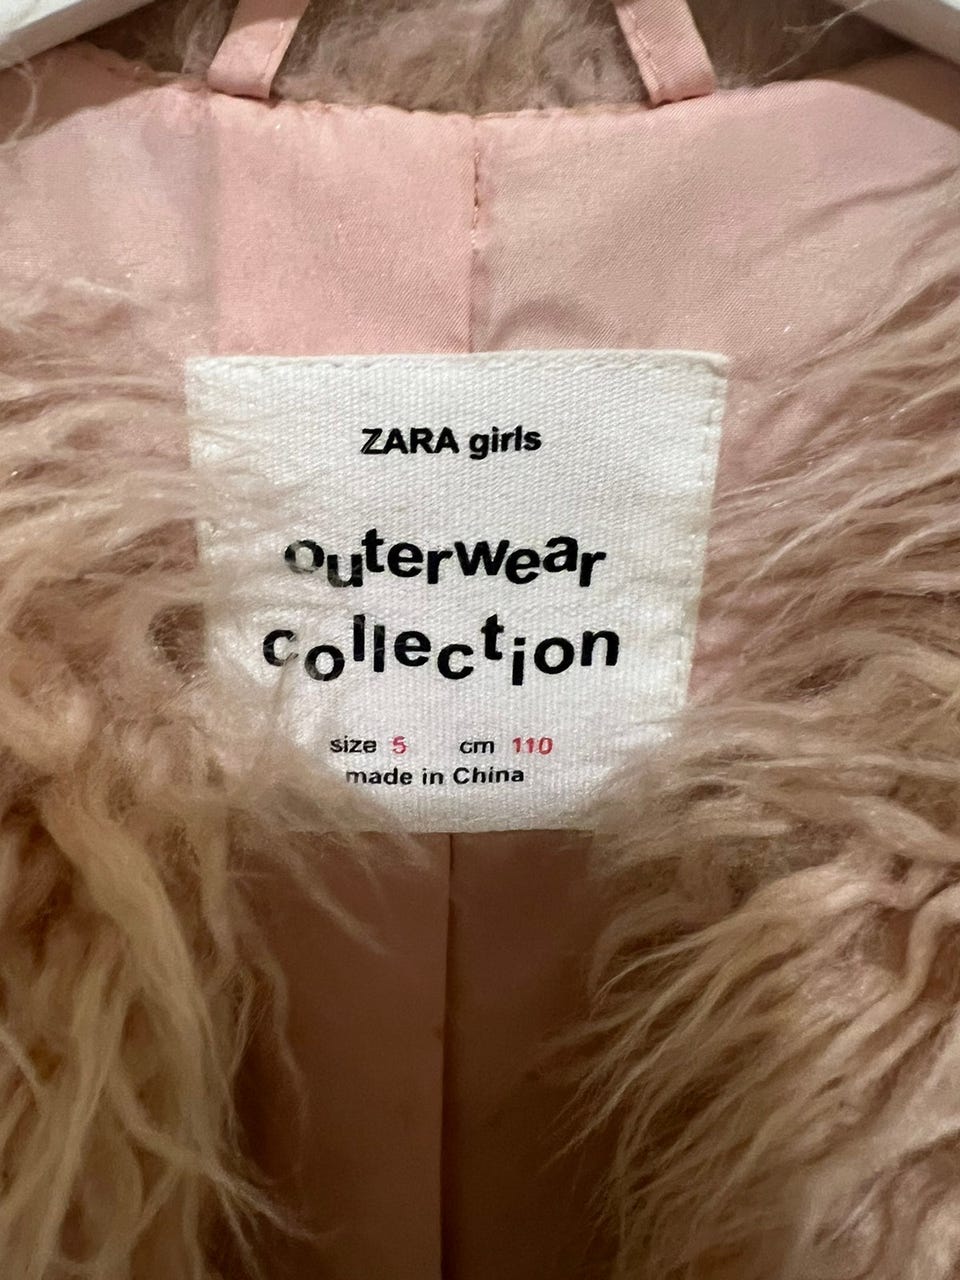 ZARA girls
outerwear
collection
size 5 cm 110
made in China